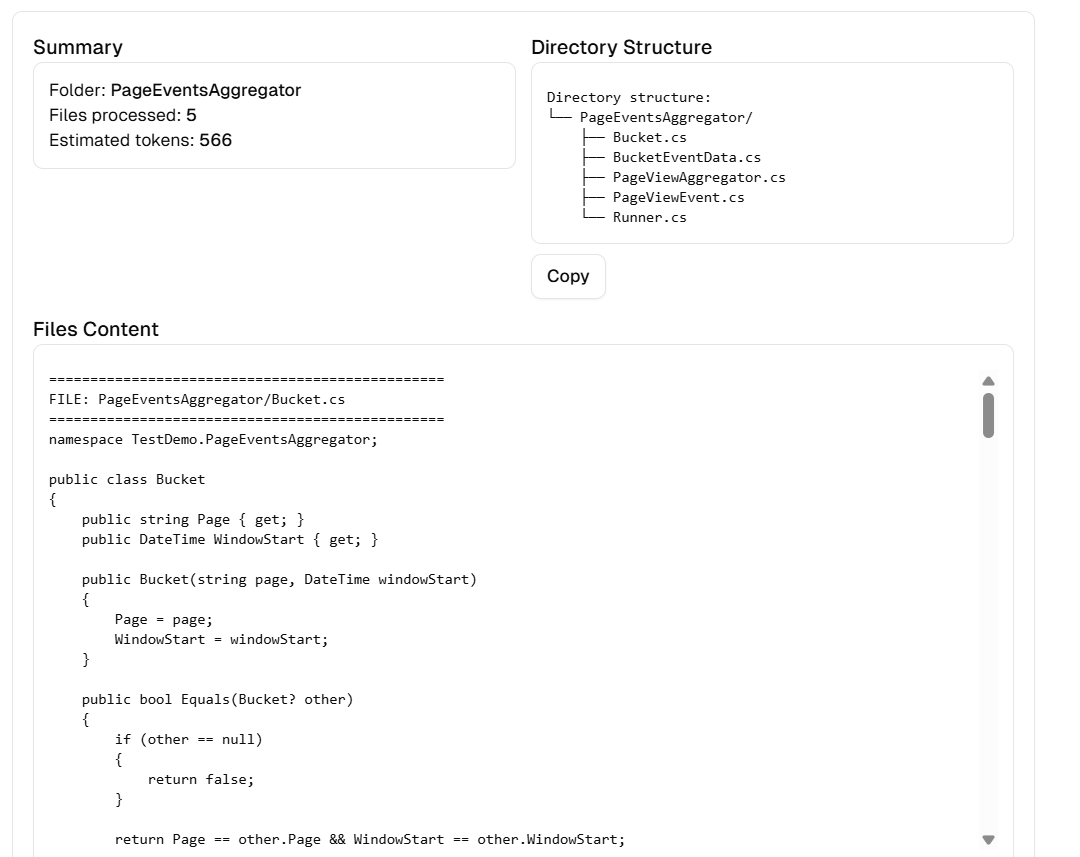 Summary
Folder: PageEventsAggregator
Files processed: 5
Estimated tokens: 566
Directory Structure
Directory structure:
└── PageEventsAggregator/
    ├── Bucket.cs
    ├── BucketEventData.cs
    ├── PageViewAggregator.cs
    ├── PageViewEvent.cs
    └── Runner.cs
Copy
Files Content
================================================
FILE: PageEventsAggregator/Bucket.cs
================================================
namespace TestDemo.PageEventsAggregator;

public class Bucket
{
    public string Page { get; }
    public DateTime WindowStart { get; }

    public Bucket(string page, DateTime windowStart)
    {
        Page = page;
        WindowStart = windowStart;
    }

    public bool Equals(Bucket? other)
    {
        if (other == null)
        {
            return false;
        }

        return Page == other.Page && WindowStart == other.WindowStart;